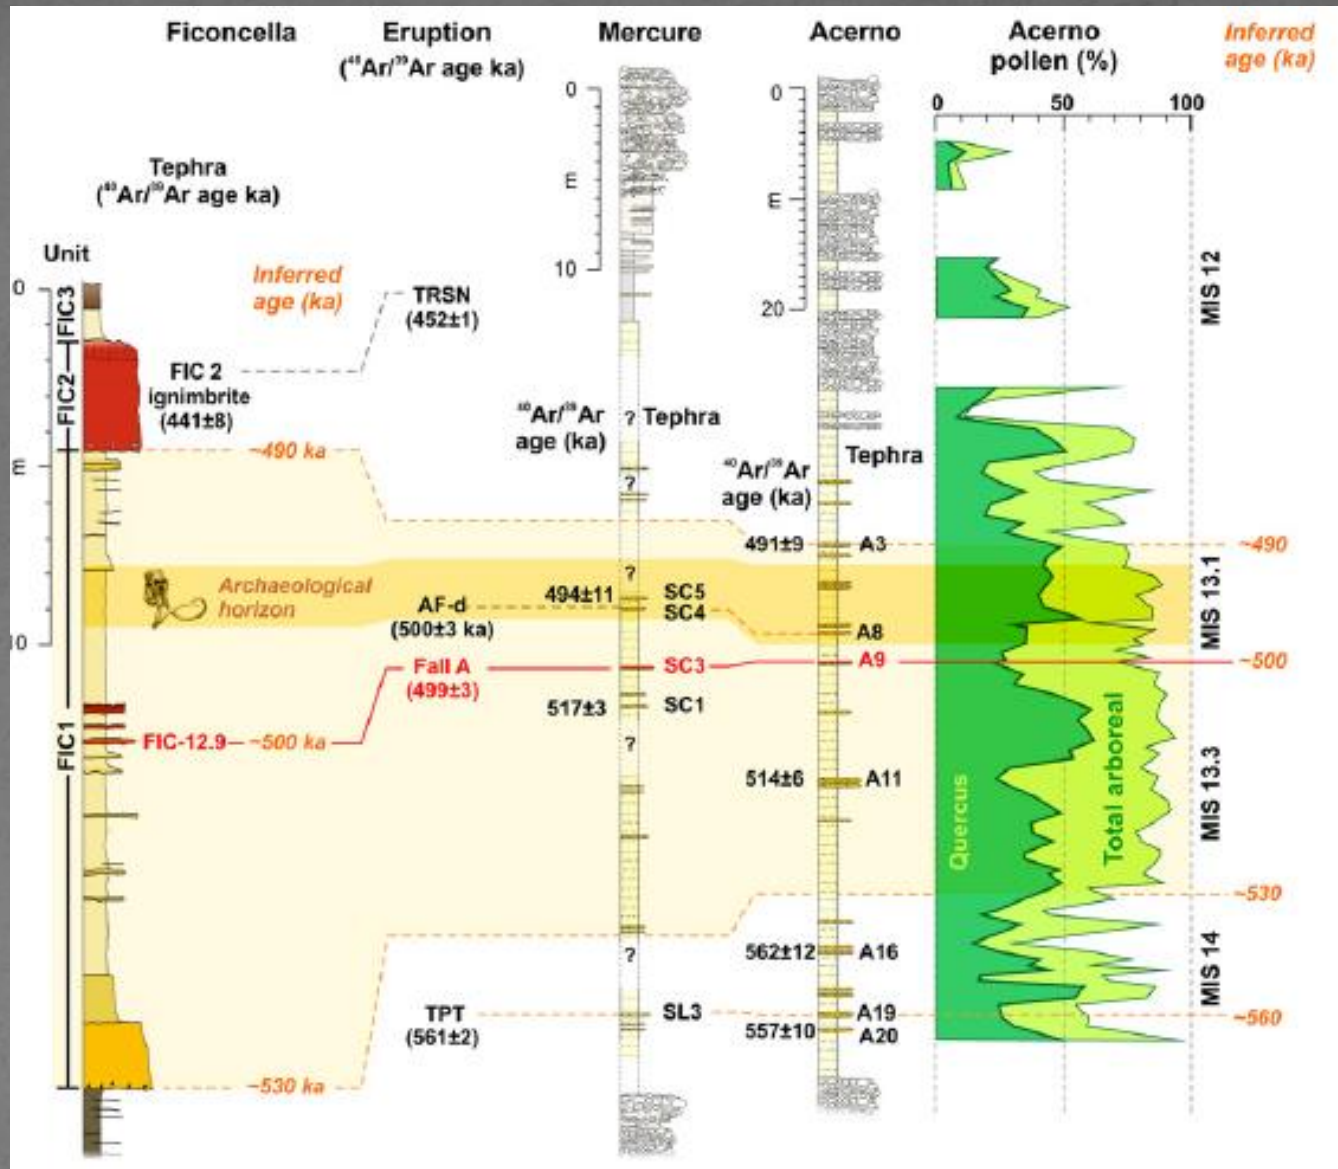 Ficoncella
Eruption
(⁴⁰Ar/³⁹Ar age ka)
Mercure
Acerno
Acerno
pollen (%)
Inferred
age (ka)
0
50
100
0
E
10
0
E
20
Tephra
(⁴⁰Ar/³⁹Ar age ka)
Unit
Inferred
age (ka)
0
E
10
FIC3
FIC2
FIC1
TRSN
(452±1)
FIC 2
ignimbrite
(441±8)
⁴⁰Ar/³⁹Ar
age (ka)
? Tephra
⁴⁰Ar/³⁹Ar
age (ka)
Tephra
~490 ka
?
491±9
A3
~490
Archaeological
horizon
?
494±11
SC5
AF-d
(500±3 ka)
SC4
A8
Fall A
(499±3)
SC3
A9
~500
517±3
SC1
FIC-12.9
~500 ka
?
514±6
A11
Quercus
Total arboreal
~530
?
562±12
A16
TPT
(561±2)
SL3
A19
~560
557±10
A20
~530 ka
MIS 12
MIS 13.1
MIS 13.3
MIS 14